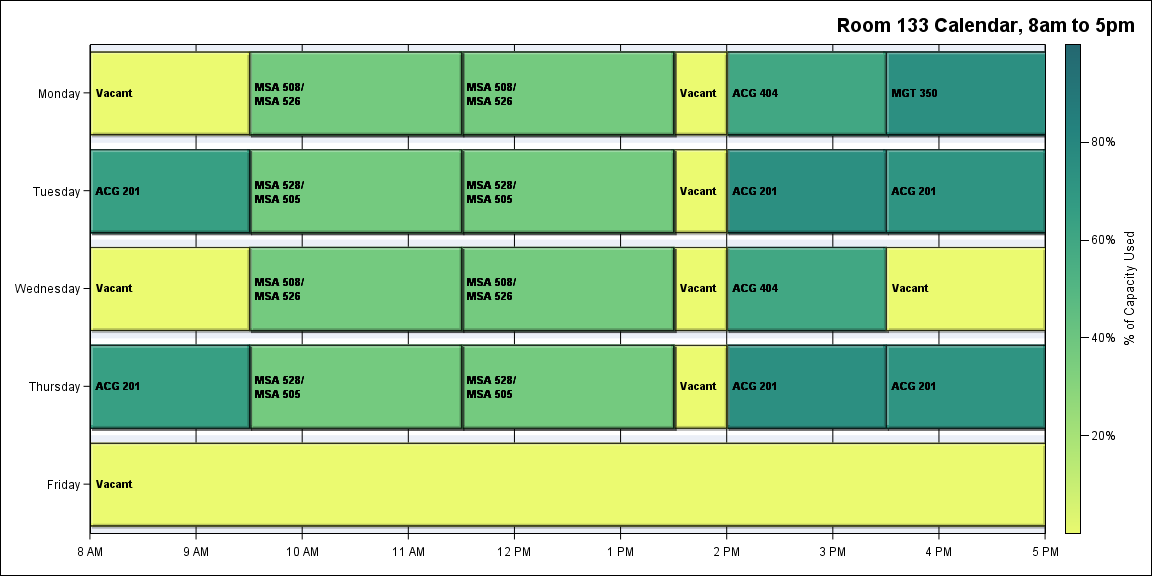 Room 133 Calendar, 8am to 5pm
Monday
Vacant
MSA 508/
MSA 526
MSA 508/
MSA 526
Vacant
ACG 404
MGT 350
Tuesday
ACG 201
MSA 528/
MSA 505
MSA 528/
MSA 505
Vacant
ACG 201
ACG 201
Wednesday
Vacant
MSA 508/
MSA 526
MSA 508/
MSA 526
Vacant
ACG 404
Vacant
Thursday
ACG 201
MSA 528/
MSA 505
MSA 528/
MSA 505
Vacant
ACG 201
ACG 201
Friday
Vacant
8 AM
9 AM
10 AM
11 AM
12 PM
1 PM
2 PM
3 PM
4 PM
5 PM
80%
60%
40%
20%
% of Capacity Used